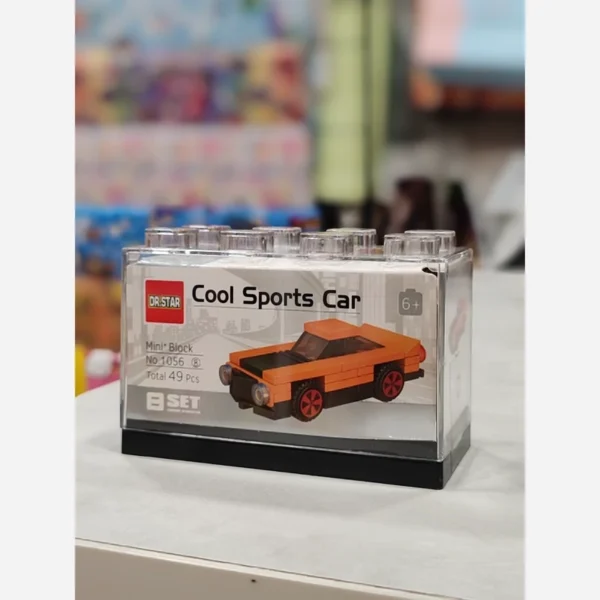 DR.STAR
Cool Sports Car
6+
Mini* Block
No.1056
Total 49 Pcs
8 SET